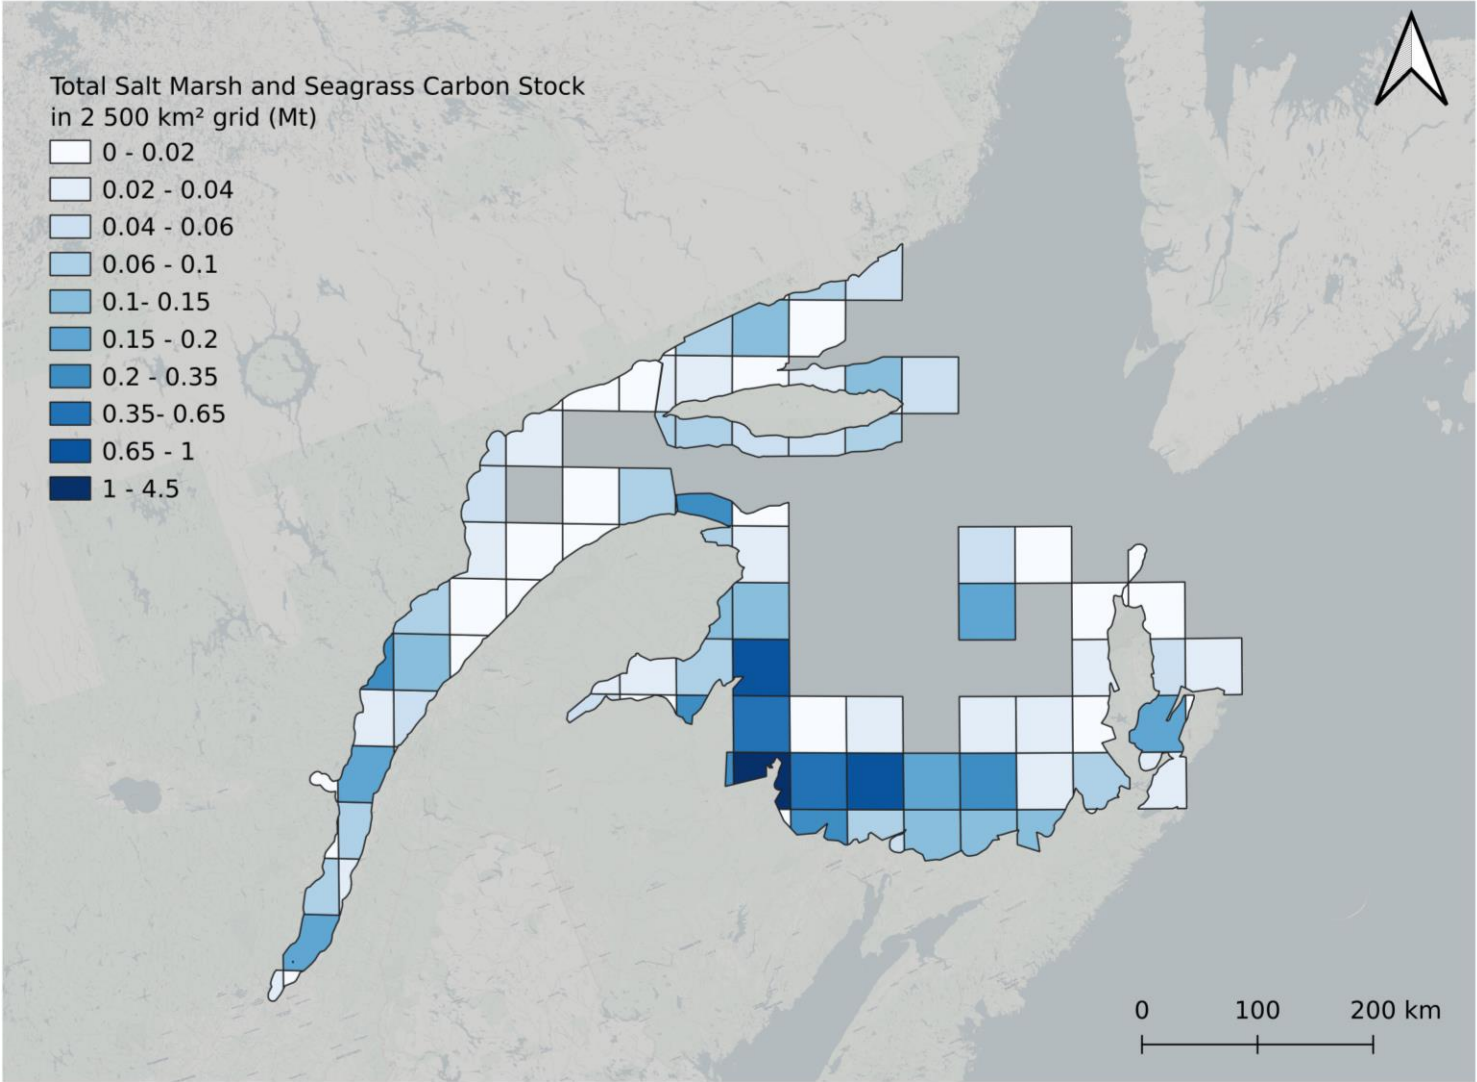 Total Salt Marsh and Seagrass Carbon Stock
in 2 500 km² grid (Mt)
0 - 0.02
0.02 - 0.04
0.04 - 0.06
0.06 - 0.1
0.1- 0.15
0.15 - 0.2
0.2 - 0.35
0.35- 0.65
0.65 - 1
1 - 4.5
0 100 200 km